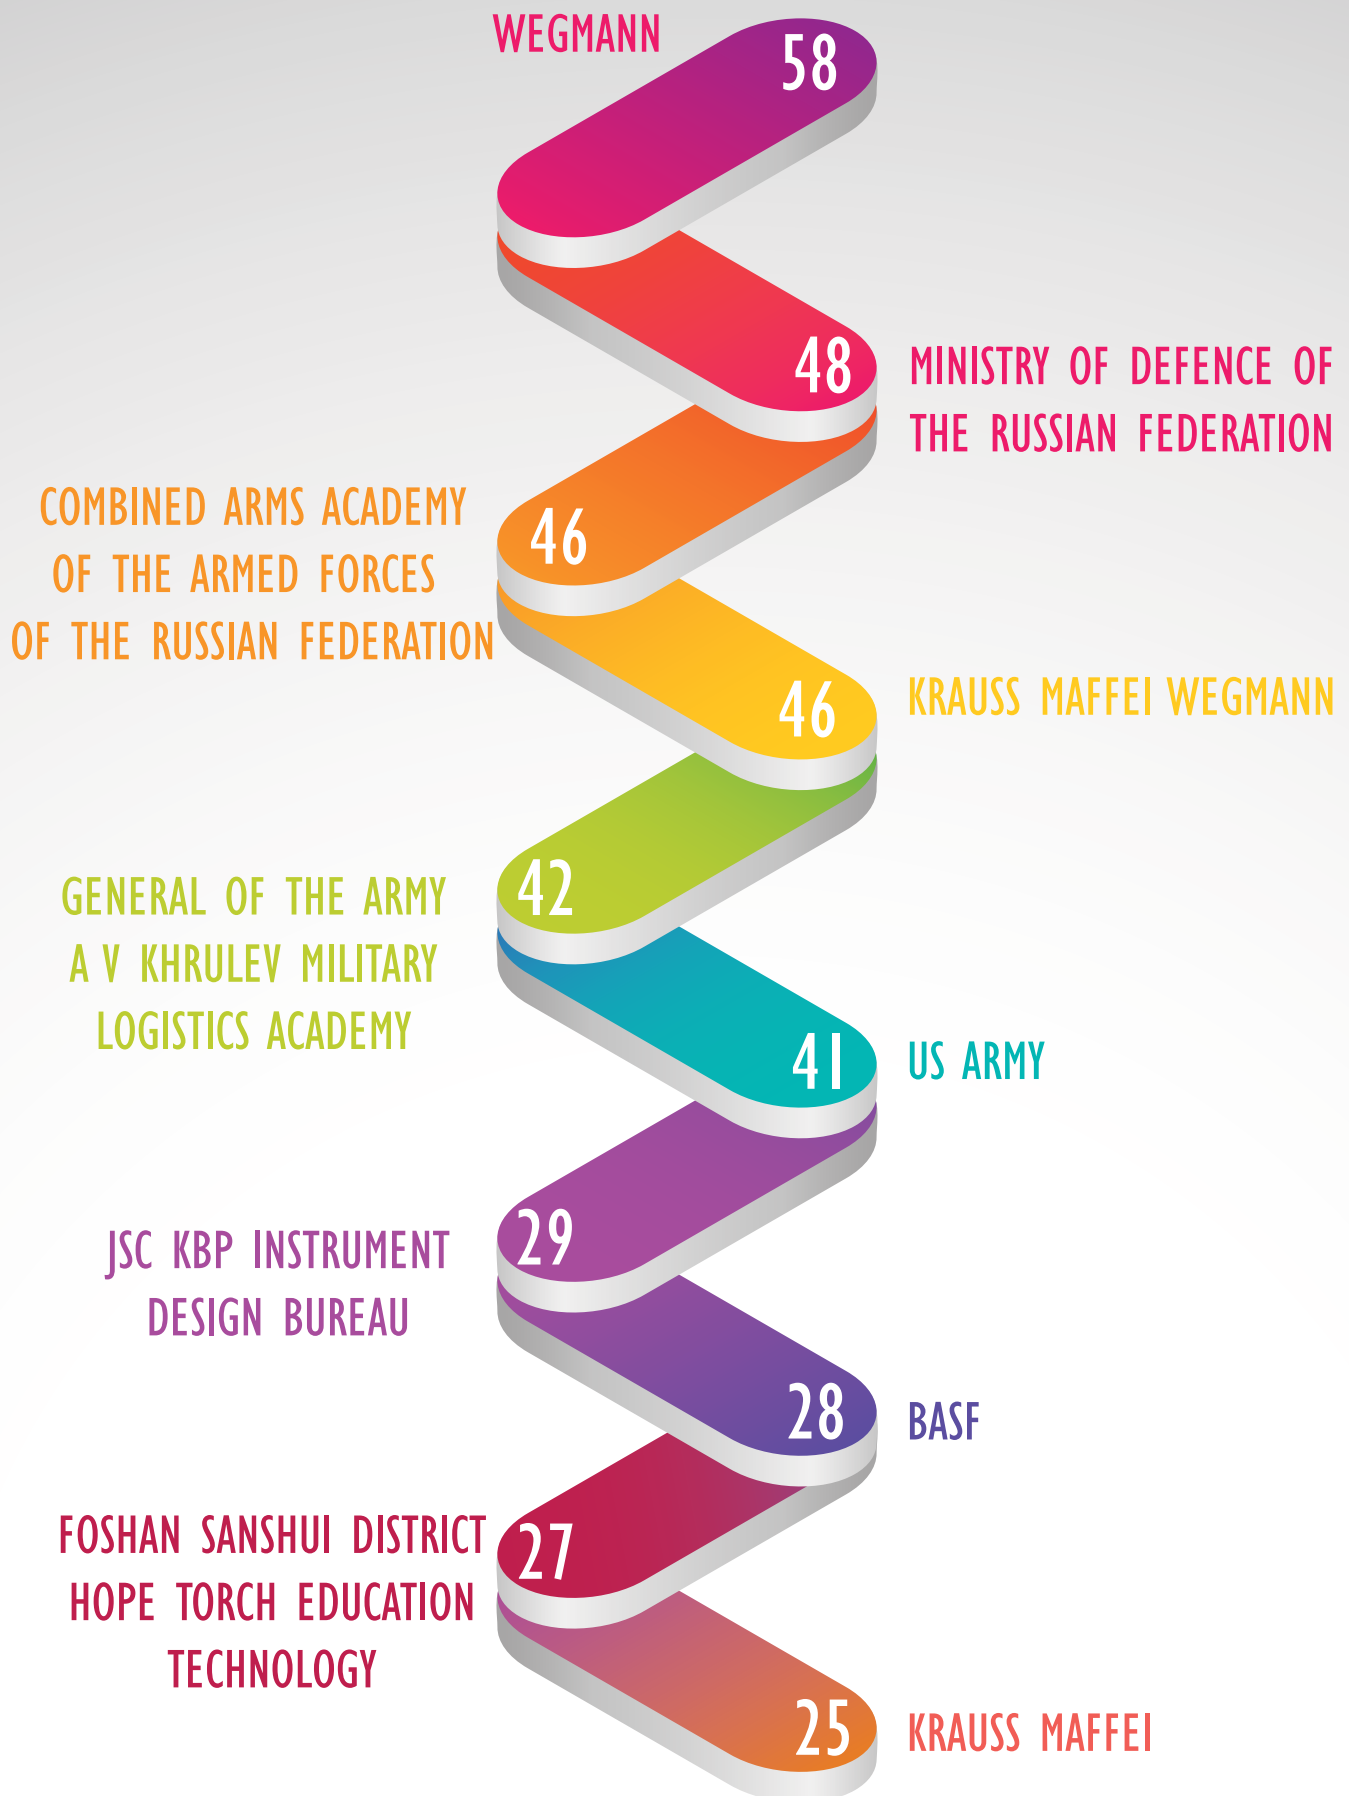 WEGMANN
58
48
MINISTRY OF DEFENCE OF
THE RUSSIAN FEDERATION
COMBINED ARMS ACADEMY
OF THE ARMED FORCES
OF THE RUSSIAN FEDERATION
46
46
KRAUSS MAFFEI WEGMANN
GENERAL OF THE ARMY
A V KHRULEV MILITARY
LOGISTICS ACADEMY
42
41
US ARMY
JSC KBP INSTRUMENT
DESIGN BUREAU
29
28
BASF
FOSHAN SANSHUI DISTRICT
HOPE TORCH EDUCATION
TECHNOLOGY
27
25
KRAUSS MAFFEI